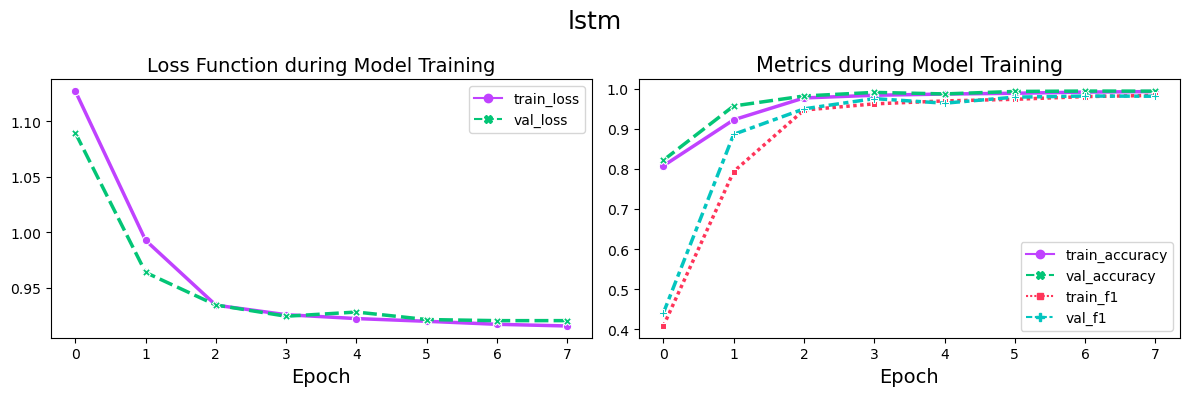 lstm
Loss Function during Model Training
train_loss
val_loss
1.10
1.05
1.00
0.95
0 1 2 3 4 5 6 7
Epoch
Metrics during Model Training
1.0
0.9
0.8
0.7
0.6
0.5
0.4
train_accuracy
val_accuracy
train_f1
val_f1
0 1 2 3 4 5 6 7
Epoch